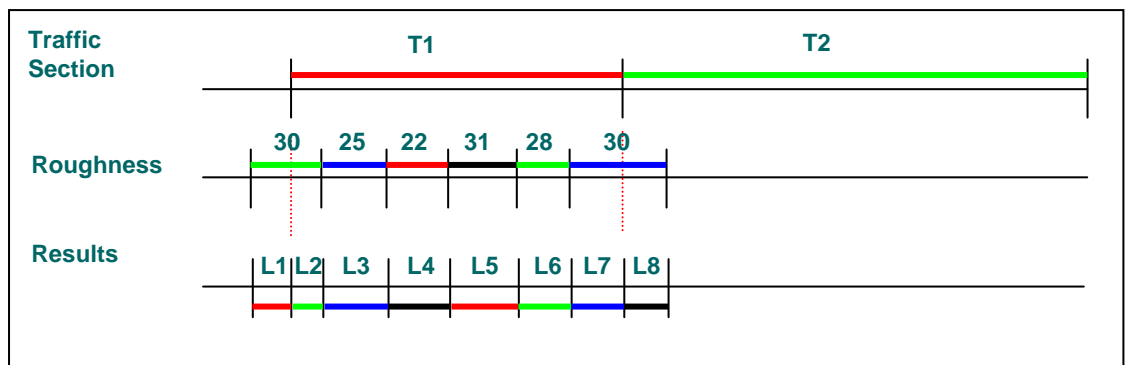 Traffic
Section
T1 T2
30 25 22 31 28 30
Roughness
Results
L1 L2 L3 L4 L5 L6 L7 L8